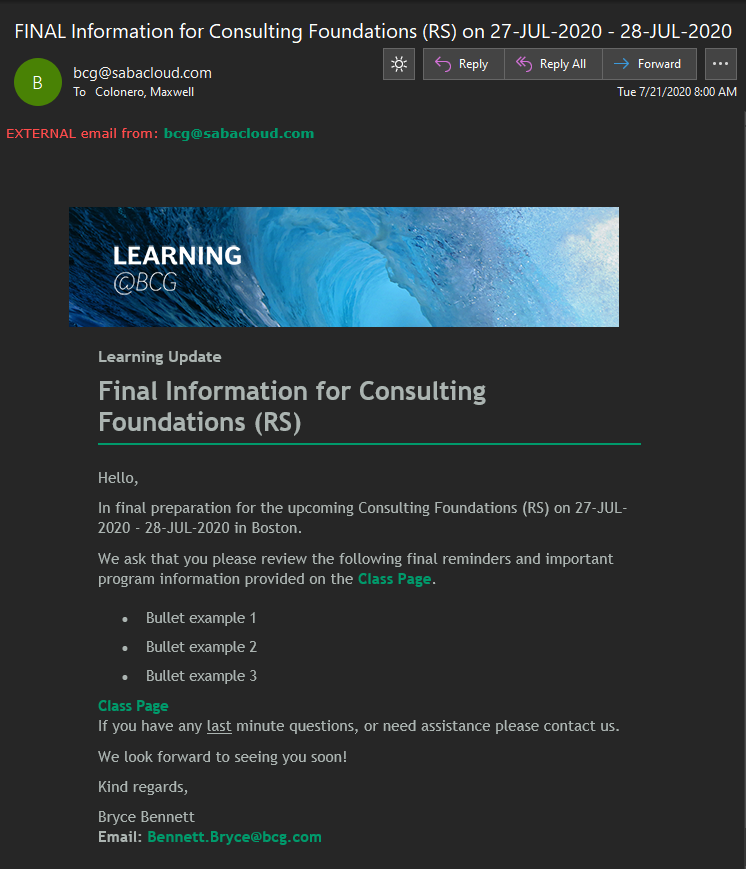 FINAL Information for Consulting Foundations (RS) on 27-JUL-2020 - 28-JUL-2020
B
bcg@sabacloud.com
To Colonero, Maxwell
Reply
Reply All
Forward
Tue 7/21/2020 8:00 AM
EXTERNAL email from: bcg@sabacloud.com
LEARNING
@BCG
Learning Update
Final Information for Consulting
Foundations (RS)
Hello,
In final preparation for the upcoming Consulting Foundations (RS) on 27-JUL-
2020 - 28-JUL-2020 in Boston.
We ask that you please review the following final reminders and important
program information provided on the Class Page.
• Bullet example 1
• Bullet example 2
• Bullet example 3
Class Page
If you have any last minute questions, or need assistance please contact us.
We look forward to seeing you soon!
Kind regards,
Bryce Bennett
Email: Bennett.Bryce@bcg.com